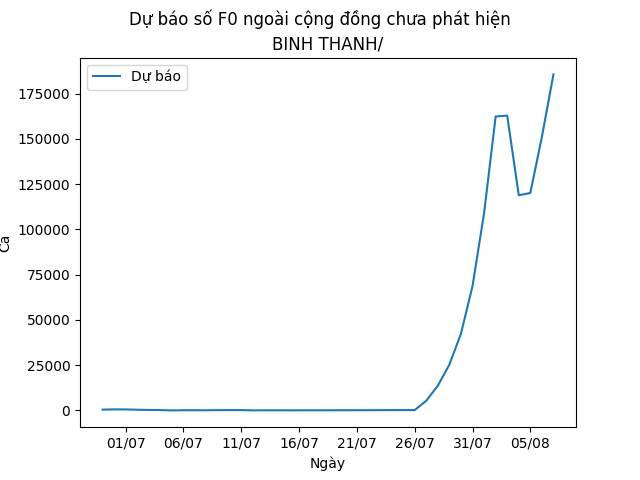 Dự báo số F0 ngoài cộng đồng chưa phát hiện
BINH THANH/
Dự báo
175000
150000
125000
100000
75000
50000
25000
0
Ca
01/07 06/07 11/07 16/07 21/07 26/07 31/07 05/08
Ngày